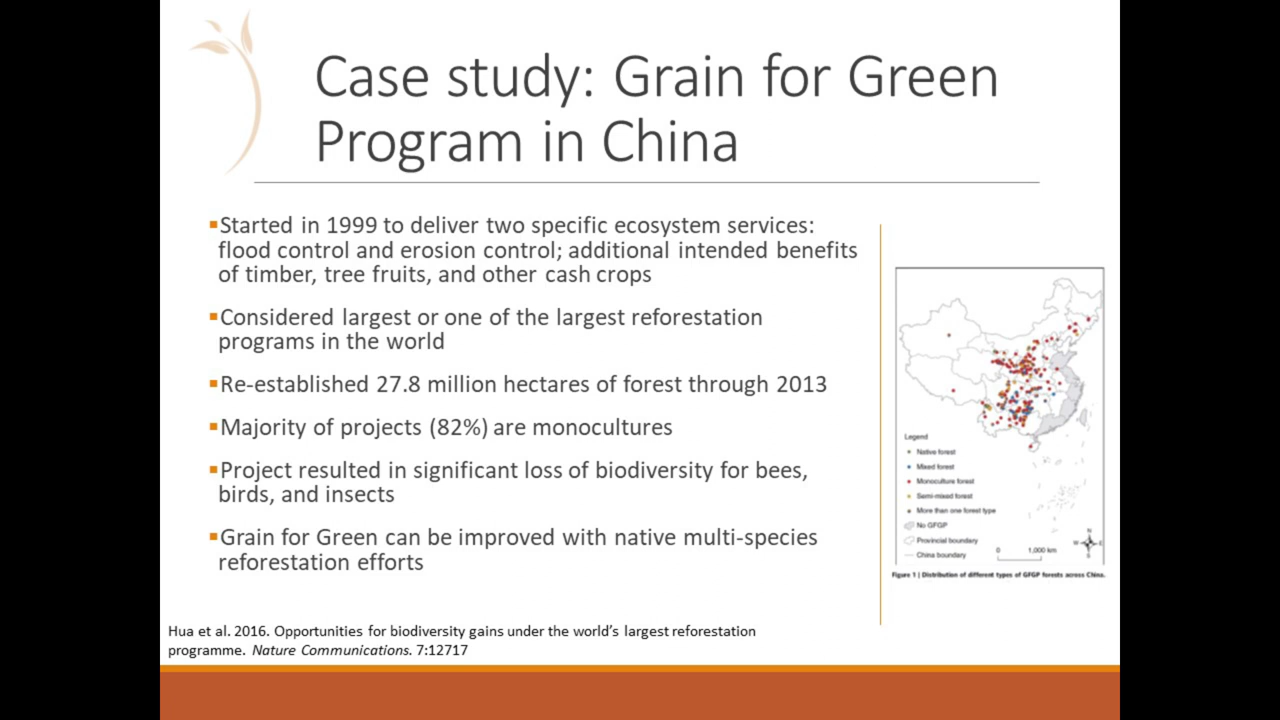 Case study: Grain for Green
Program in China
▪Started in 1999 to deliver two specific ecosystem services:
flood control and erosion control; additional intended benefits
of timber, tree fruits, and other cash crops
▪Considered largest or one of the largest reforestation
programs in the world
▪Re-established 27.8 million hectares of forest through 2013
▪Majority of projects (82%) are monocultures
▪Project resulted in significant loss of biodiversity for bees,
birds, and insects
▪Grain for Green can be improved with native multi-species
reforestation efforts
Legend
Native forest
Mixed forest
Monoculture forest
Semi-mixed forest
More than one forest type
No GFGP
Provincial boundary
China boundary
0 1,000 km
N
W E
S
Figure 1 | Distribution of different types of GFGP forests across China.
Hua et al. 2016. Opportunities for biodiversity gains under the world’s largest reforestation
programme. Nature Communications. 7:12717